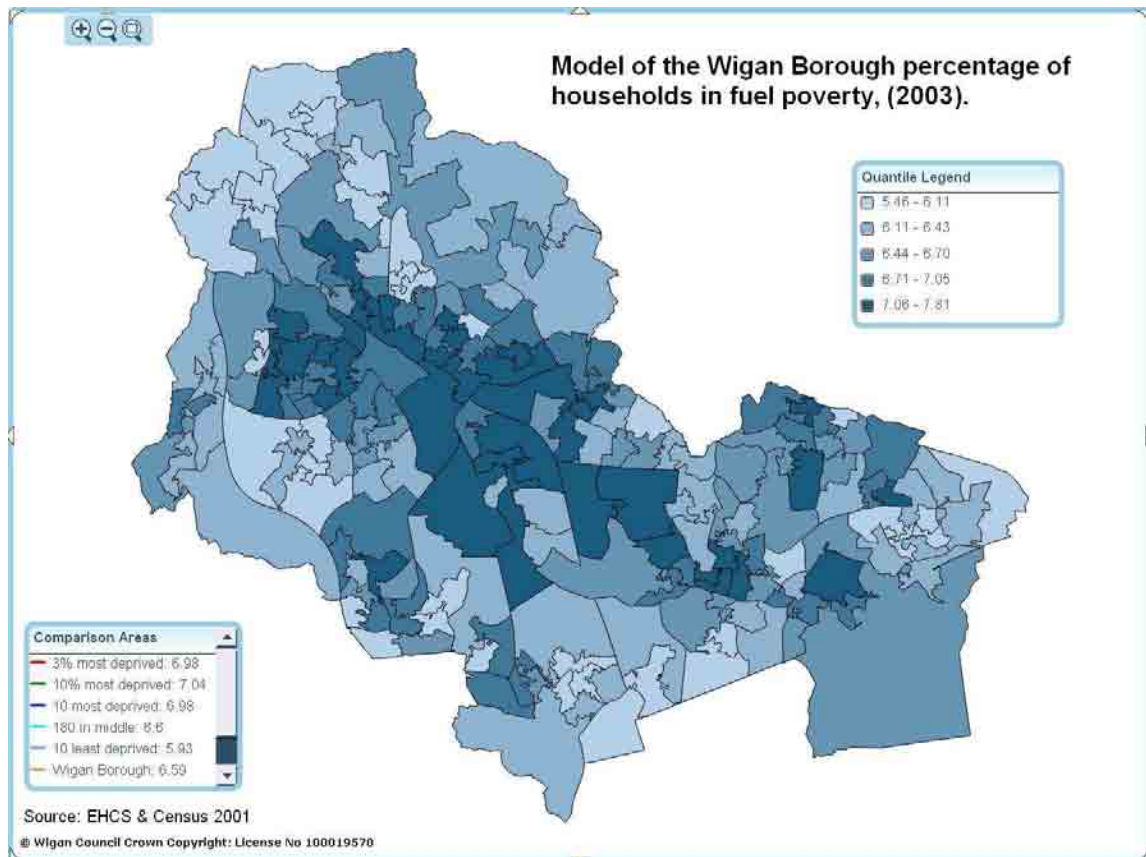 Model of the Wigan Borough percentage of
households in fuel poverty, (2003).
Quantile Legend
5.46 - 6.11
6.11 - 6.43
6.44 - 6.70
6.71 - 7.05
7.06 - 7.81
Comparison Areas
3% most deprived: 6.98
10% most deprived: 7.04
10 most deprived: 6.98
180 in middle: 6.6
10 least deprived: 5.93
Wigan Borough: 6.59
Source: EHCS & Census 2001
© Wigan Council Crown Copyright: License No 100019570